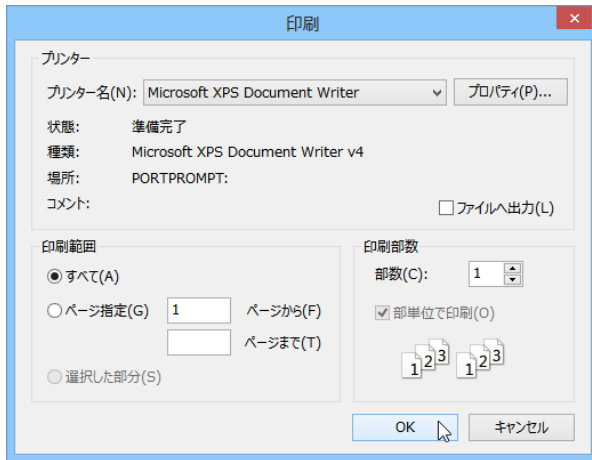 印刷
プリンター
プリンター名(N): Microsoft XPS Document Writer プロパティ(P)...
状態: 準備完了
種類: Microsoft XPS Document Writer v4
場所: PORTPROMPT:
コメント: ファイルへ出力(L)
印刷範囲
すべて(A)
ページ指定(G) 1 ページから(F)
ページまで(T)
選択した部分(S)
印刷部数
部数(C): 1
部単位で印刷(O)
1 2 3 1 2 3
OK キャンセル